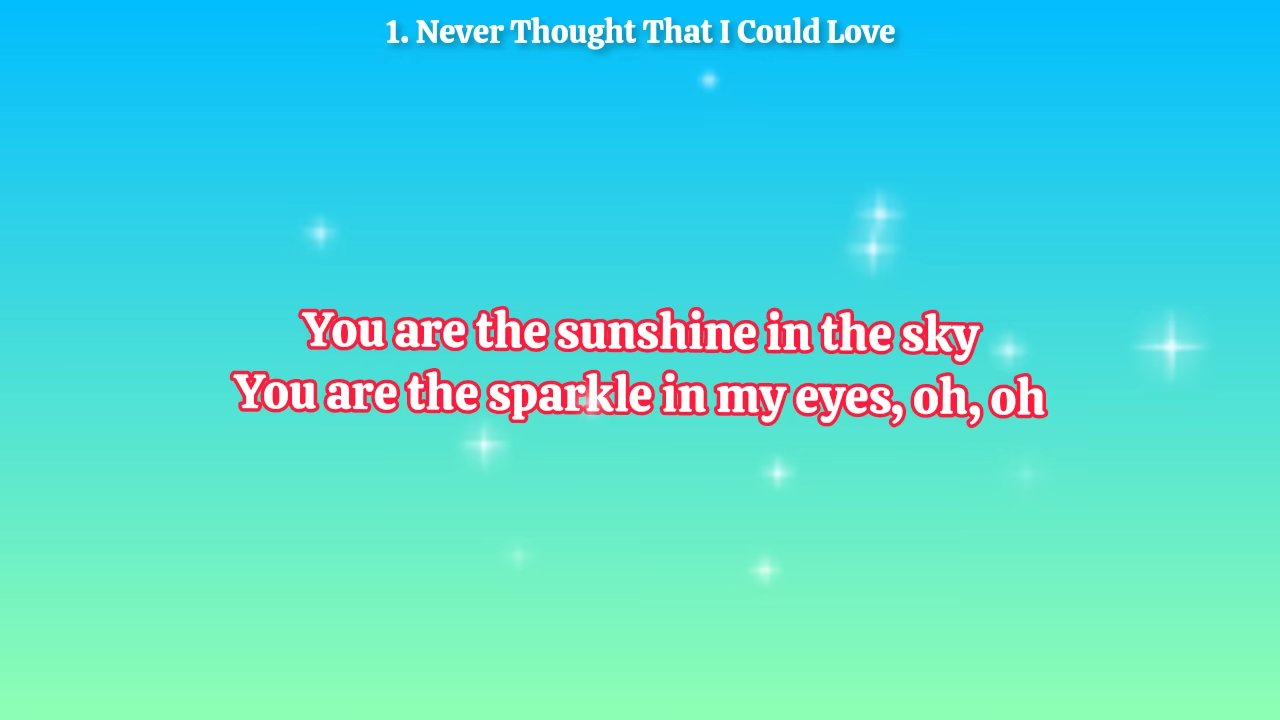 1. Never Thought That I Could Love
You are the sunshine in the sky
You are the sparkle in my eyes, oh, oh